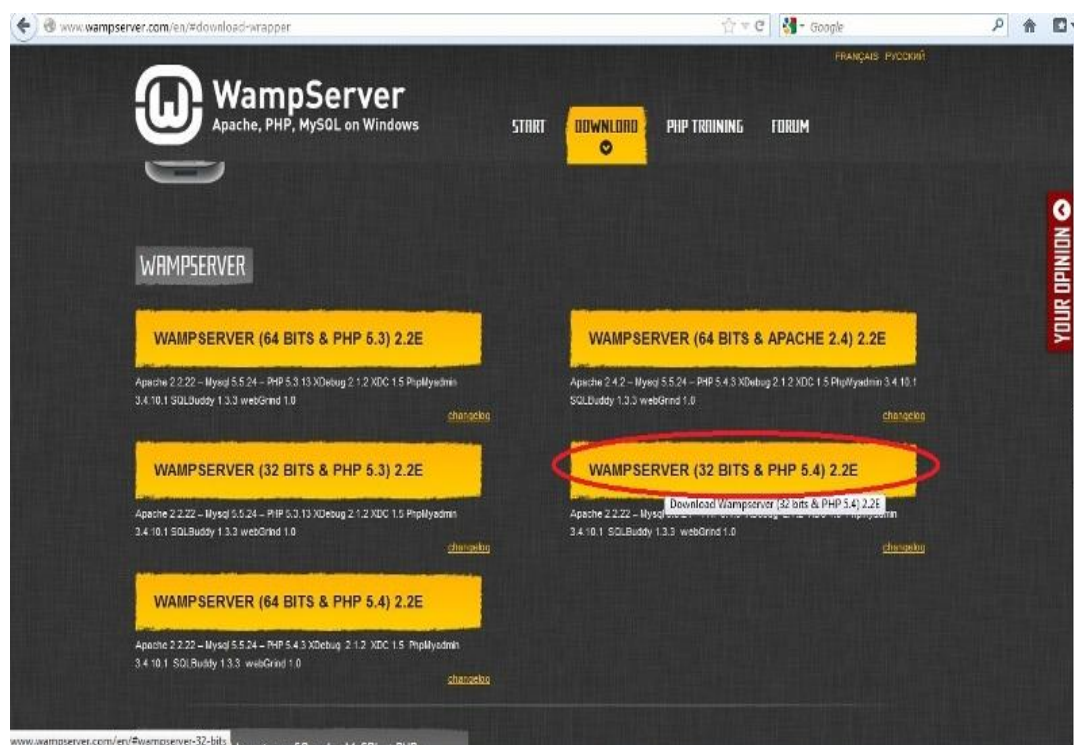 www.wampserver.com/en/#download-wrapper
Google
FRANÇAIS РУССКИЙ
WampServer
Apache, PHP, MySQL on Windows
START
DOWNLOAD
PHP TRAINING
FORUM
YOUR OPINION
WAMPSERVER
WAMPSERVER (64 BITS & PHP 5.3) 2.2E
Apache 2.2.22 – Mysql 5.5.24 – PHP 5.3.13 XDebug 2.1.2 XDC 1.5 PhpMyadmin
3.4.10.1 SQLBuddy 1.3.3 webGrind 1.0
changelog
WAMPSERVER (64 BITS & APACHE 2.4) 2.2E
Apache 2.4.2 – Mysql 5.5.24 – PHP 5.4.3 XDebug 2.1.2 XDC 1.5 PhpMyadmin 3.4.10.1
SQLBuddy 1.3.3 webGrind 1.0
changelog
WAMPSERVER (32 BITS & PHP 5.3) 2.2E
Apache 2.2.22 – Mysql 5.5.24 – PHP 5.3.13 XDebug 2.1.2 XDC 1.5 PhpMyadmin
3.4.10.1 SQLBuddy 1.3.3 webGrind 1.0
changelog
WAMPSERVER (32 BITS & PHP 5.4) 2.2E
Download Wampserver (32 bits & PHP 5.4) 2.2E
Apache 2.2.22 – Mysql
3.4.10.1 SQLBuddy 1.3.3 webGrind 1.0
changelog
WAMPSERVER (64 BITS & PHP 5.4) 2.2E
Apache 2.2.22 – Mysql 5.5.24 – PHP 5.4.3 XDebug 2.1.2 XDC 1.5 PhpMyadmin
3.4.10.1 SQLBuddy 1.3.3 webGrind 1.0
changelog
www.wampserver.com/en/#wampserver-32-bits